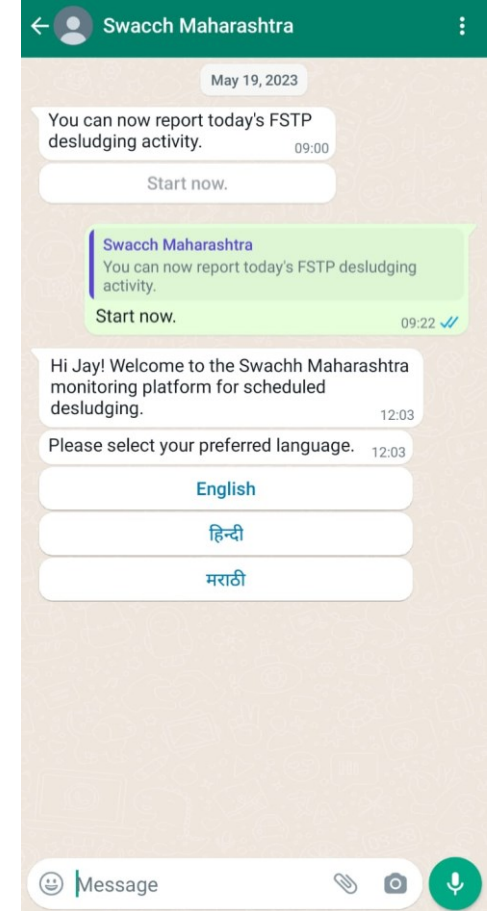 Swacch Maharashtra
May 19, 2023
You can now report today's FSTP
desludging activity.
09:00
Start now.
Swacch Maharashtra
You can now report today's FSTP desludging
activity.
Start now.
09:22
Hi Jay! Welcome to the Swachh Maharashtra
monitoring platform for scheduled
desludging.
12:03
Please select your preferred language.
12:03
English
हिन्दी
मराठी
Message